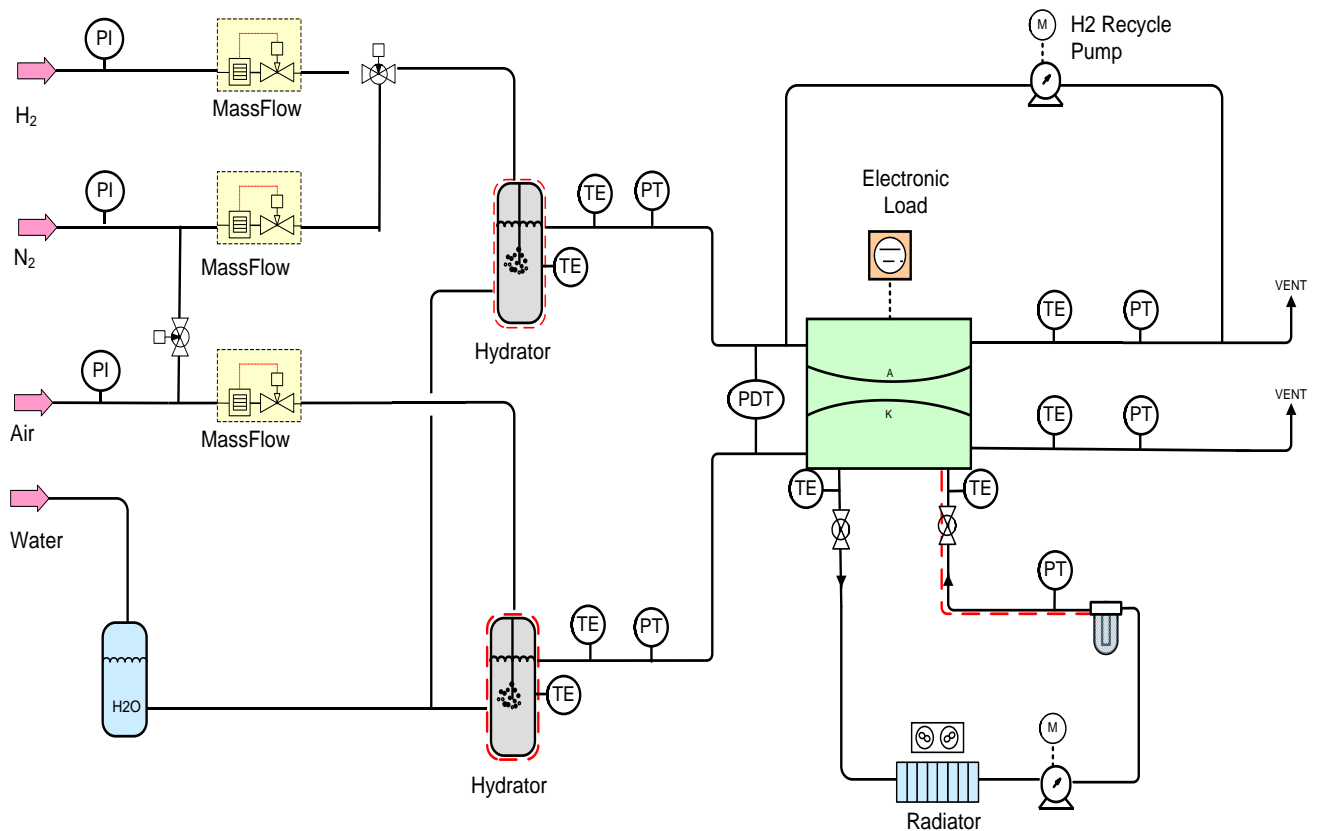 PI
H2
MassFlow
M
H2 Recycle
Pump
PI
N2
MassFlow
TE
PT
TE
Hydrator
Electronic
Load
TE
PT
VENT
PI
Air
MassFlow
PDT
A
K
TE
PT
VENT
Water
H2O
TE
PT
TE
Hydrator
TE
TE
PT
M
Radiator